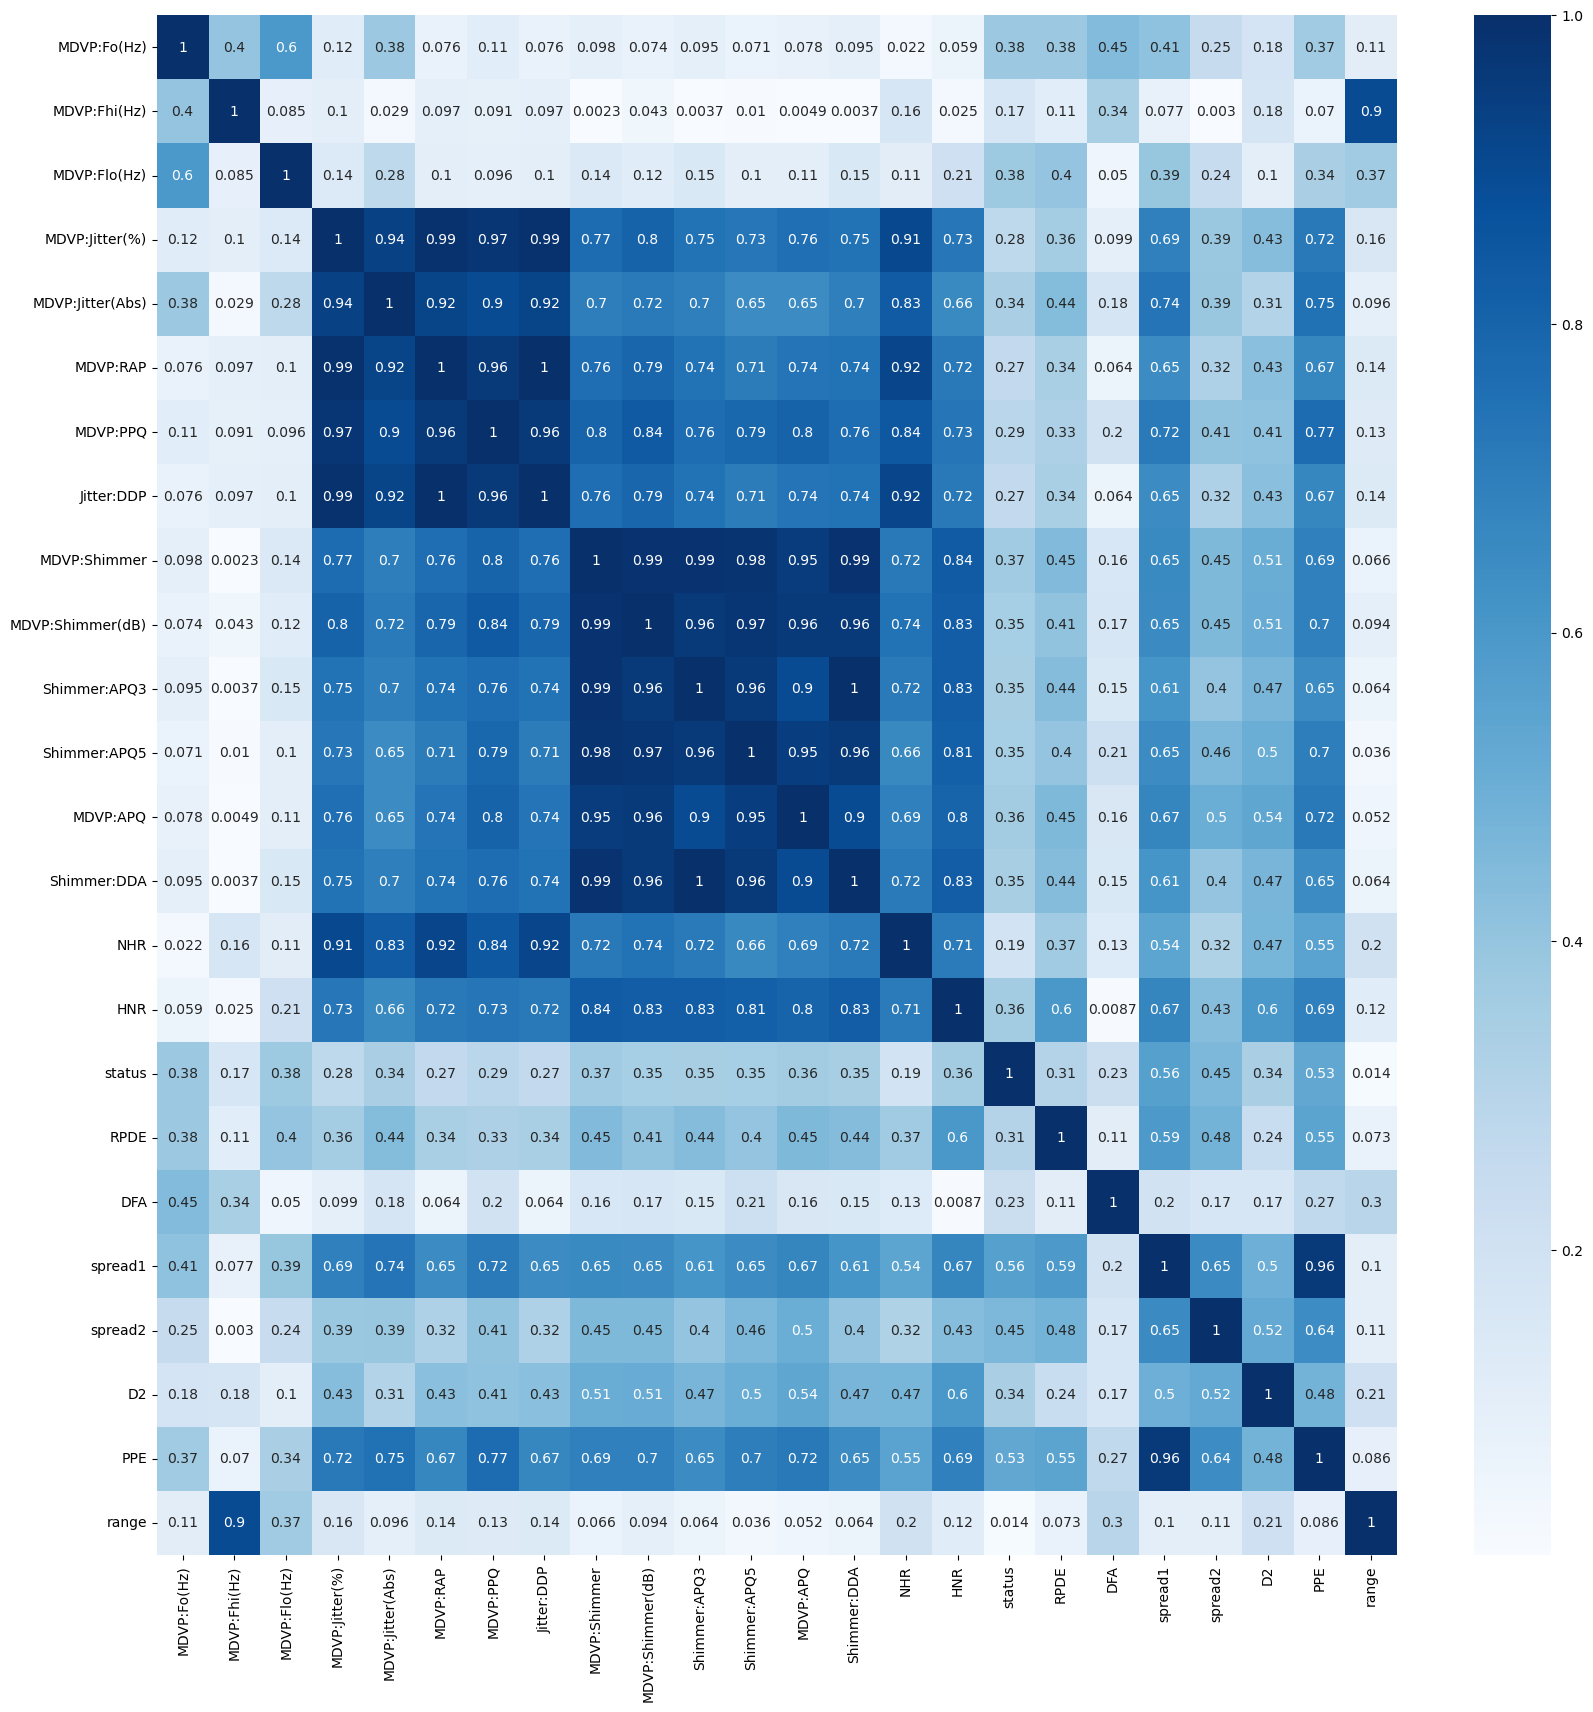 MDVP:Fo(Hz) 1 0.4 0.6 0.12 0.38 0.076 0.11 0.076 0.098 0.074 0.095 0.071 0.078 0.095 0.022 0.059 0.38 0.38 0.45 0.41 0.25 0.18 0.37 0.11
MDVP:Fhi(Hz) 0.4 1 0.085 0.1 0.029 0.097 0.091 0.097 0.0023 0.043 0.0037 0.01 0.0049 0.0037 0.16 0.025 0.17 0.11 0.34 0.077 0.003 0.18 0.07 0.9
MDVP:Flo(Hz) 0.6 0.085 1 0.14 0.28 0.1 0.096 0.1 0.14 0.12 0.15 0.1 0.11 0.15 0.11 0.21 0.38 0.4 0.05 0.39 0.24 0.1 0.34 0.37
MDVP:Jitter(%) 0.12 0.1 0.14 1 0.94 0.99 0.97 0.99 0.77 0.8 0.75 0.73 0.76 0.75 0.91 0.73 0.28 0.36 0.099 0.69 0.39 0.43 0.72 0.16
MDVP:Jitter(Abs) 0.38 0.029 0.28 0.94 1 0.92 0.9 0.92 0.7 0.72 0.7 0.65 0.65 0.7 0.83 0.66 0.34 0.44 0.18 0.74 0.39 0.31 0.75 0.096
MDVP:RAP 0.076 0.097 0.1 0.99 0.92 1 0.96 1 0.76 0.79 0.74 0.71 0.74 0.74 0.92 0.72 0.27 0.34 0.064 0.65 0.32 0.43 0.67 0.14
MDVP:PPQ 0.11 0.091 0.096 0.97 0.9 0.96 1 0.96 0.8 0.84 0.76 0.79 0.8 0.76 0.84 0.73 0.29 0.33 0.2 0.72 0.41 0.41 0.77 0.13
Jitter:DDP 0.076 0.097 0.1 0.99 0.92 1 0.96 1 0.76 0.79 0.74 0.71 0.74 0.74 0.92 0.72 0.27 0.34 0.064 0.65 0.32 0.43 0.67 0.14
MDVP:Shimmer 0.098 0.0023 0.14 0.77 0.7 0.76 0.8 0.76 1 0.99 0.99 0.98 0.95 0.99 0.72 0.84 0.37 0.45 0.16 0.65 0.45 0.51 0.69 0.066
MDVP:Shimmer(dB) 0.074 0.043 0.12 0.8 0.72 0.79 0.84 0.79 0.99 1 0.96 0.97 0.96 0.96 0.74 0.83 0.35 0.41 0.17 0.65 0.45 0.51 0.7 0.094
Shimmer:APQ3 0.095 0.0037 0.15 0.75 0.7 0.74 0.76 0.74 0.99 0.96 1 0.96 0.9 1 0.72 0.83 0.35 0.44 0.15 0.61 0.4 0.47 0.65 0.064
Shimmer:APQ5 0.071 0.01 0.1 0.73 0.65 0.71 0.79 0.71 0.98 0.97 0.96 1 0.95 0.96 0.66 0.81 0.35 0.4 0.21 0.65 0.46 0.5 0.7 0.036
MDVP:APQ 0.078 0.0049 0.11 0.76 0.65 0.74 0.8 0.74 0.95 0.96 0.9 0.95 1 0.9 0.69 0.8 0.36 0.45 0.16 0.67 0.5 0.54 0.72 0.052
Shimmer:DDA 0.095 0.0037 0.15 0.75 0.7 0.74 0.76 0.74 0.99 0.96 1 0.96 0.9 1 0.72 0.83 0.35 0.44 0.15 0.61 0.4 0.47 0.65 0.064
NHR 0.022 0.16 0.11 0.91 0.83 0.92 0.84 0.92 0.72 0.74 0.72 0.66 0.69 0.72 1 0.71 0.19 0.37 0.13 0.54 0.32 0.47 0.55 0.2
HNR 0.059 0.025 0.21 0.73 0.66 0.72 0.73 0.72 0.84 0.83 0.83 0.81 0.8 0.83 0.71 1 0.36 0.6 0.0087 0.67 0.43 0.6 0.69 0.12
status 0.38 0.17 0.38 0.28 0.34 0.27 0.29 0.27 0.37 0.35 0.35 0.35 0.36 0.35 0.19 0.36 1 0.31 0.23 0.56 0.45 0.34 0.53 0.014
RPDE 0.38 0.11 0.4 0.36 0.44 0.34 0.33 0.34 0.45 0.41 0.44 0.4 0.45 0.44 0.37 0.6 0.31 1 0.11 0.59 0.48 0.24 0.55 0.073
DFA 0.45 0.34 0.05 0.099 0.18 0.064 0.2 0.064 0.16 0.17 0.15 0.21 0.16 0.15 0.13 0.0087 0.23 0.11 1 0.2 0.17 0.17 0.27 0.3
spread1 0.41 0.077 0.39 0.69 0.74 0.65 0.72 0.65 0.65 0.65 0.61 0.65 0.67 0.61 0.54 0.67 0.56 0.59 0.2 1 0.65 0.5 0.96 0.1
spread2 0.25 0.003 0.24 0.39 0.39 0.32 0.41 0.32 0.45 0.45 0.4 0.46 0.5 0.4 0.32 0.43 0.45 0.48 0.17 0.65 1 0.52 0.64 0.11
D2 0.18 0.18 0.1 0.43 0.31 0.43 0.41 0.43 0.51 0.51 0.47 0.5 0.54 0.47 0.47 0.6 0.34 0.24 0.17 0.5 0.52 1 0.48 0.21
PPE 0.37 0.07 0.34 0.72 0.75 0.67 0.77 0.67 0.69 0.7 0.65 0.7 0.72 0.65 0.55 0.69 0.53 0.55 0.27 0.96 0.64 0.48 1 0.086
range 0.11 0.9 0.37 0.16 0.096 0.14 0.13 0.14 0.066 0.094 0.064 0.036 0.052 0.064 0.2 0.12 0.014 0.073 0.3 0.1 0.11 0.21 0.086 1
MDVP:Fo(Hz)
MDVP:Fhi(Hz)
MDVP:Flo(Hz)
MDVP:Jitter(%)
MDVP:Jitter(Abs)
MDVP:RAP
MDVP:PPQ
Jitter:DDP
MDVP:Shimmer
MDVP:Shimmer(dB)
Shimmer:APQ3
Shimmer:APQ5
MDVP:APQ
Shimmer:DDA
NHR
HNR
status
RPDE
DFA
spread1
spread2
D2
PPE
range
1.0
0.8
0.6
0.4
0.2